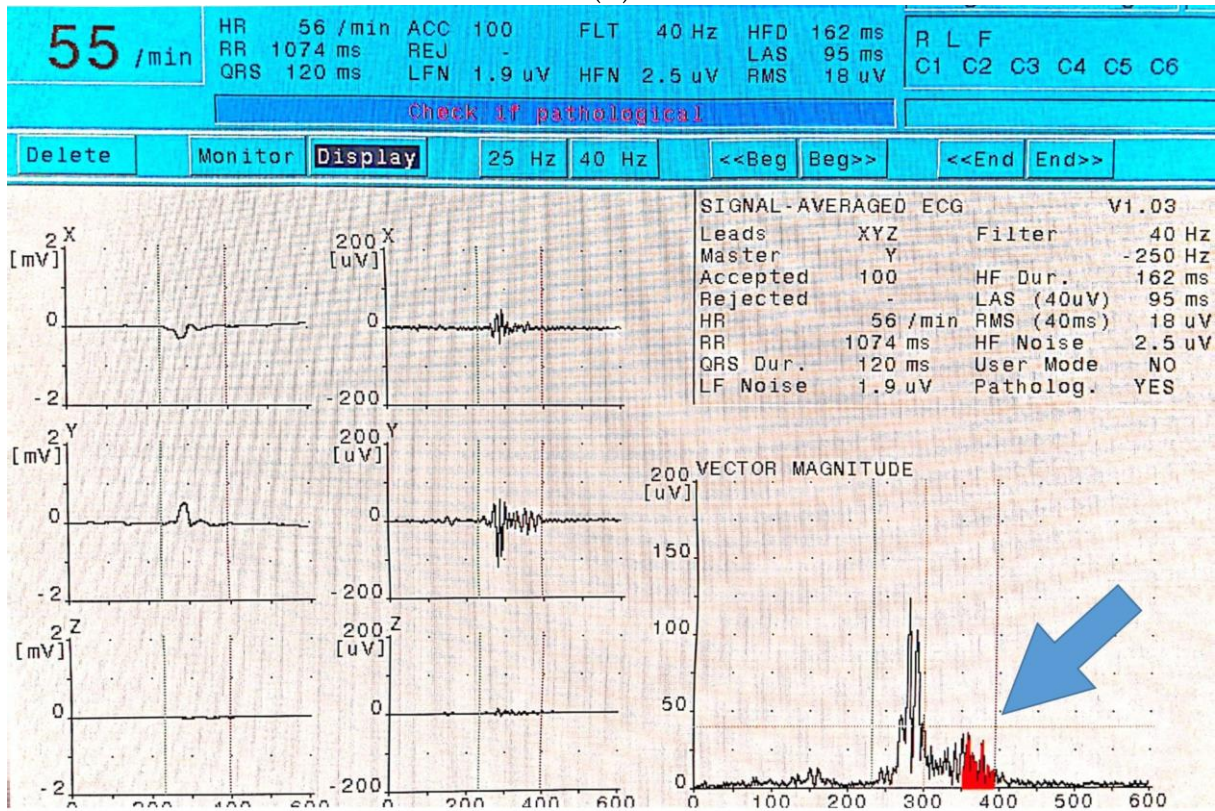 55 /min
HR 56 /min ACC 100 FLT 40 Hz HFD 162 ms
RR 1074 ms REJ - LAS 95 ms
QRS 120 ms LFN 1.9 uV HFN 2.5 uV RMS 18 uV
R L F
C1 C2 C3 C4 C5 C6
Check if pathological
Delete Monitor Display 25 Hz 40 Hz <<Beg Beg>> <<End End>>
SIGNAL-AVERAGED ECG V1.03
Leads XYZ Filter 40 Hz
Master Y -250 Hz
Accepted 100 HF Dur. 162 ms
Rejected - LAS (40uV) 95 ms
HR 56 /min RMS (40ms) 18 uV
RR 1074 ms HF Noise 2.5 uV
QRS Dur. 120 ms User Mode NO
LF Noise 1.9 uV Patholog. YES
2 X
[mV]
0
-2
200 X
[uV]
0
-200
2 Y
[mV]
0
-2
200 Y
[uV]
0
-200
2 Z
[mV]
0
-2
200 Z
[uV]
0
-200
0 200 400 600
200 VECTOR MAGNITUDE
[uV]
150
100
50
0
0 100 200 300 400 500